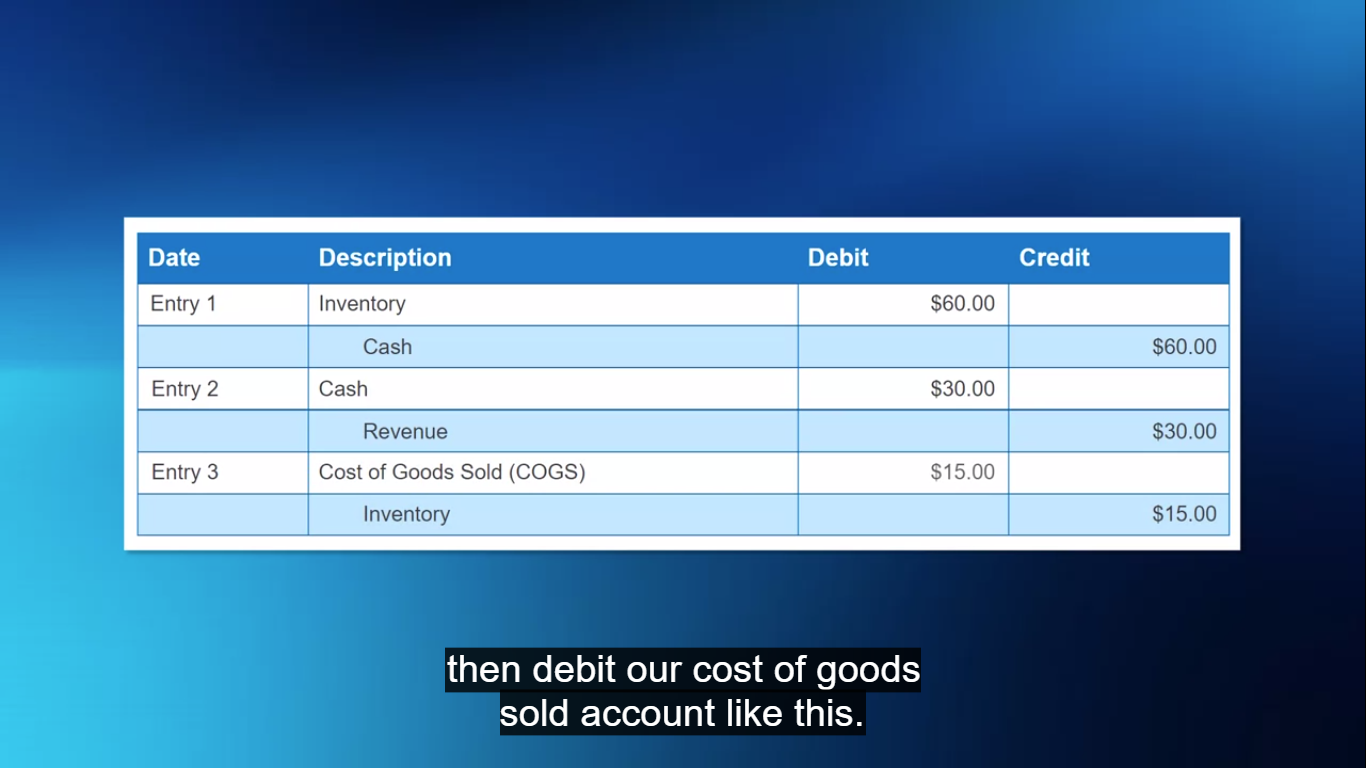 Date Description Debit Credit
Entry 1 Inventory $60.00
Cash $60.00
Entry 2 Cash $30.00
Revenue $30.00
Entry 3 Cost of Goods Sold (COGS) $15.00
Inventory $15.00
then debit our cost of goods
sold account like this.